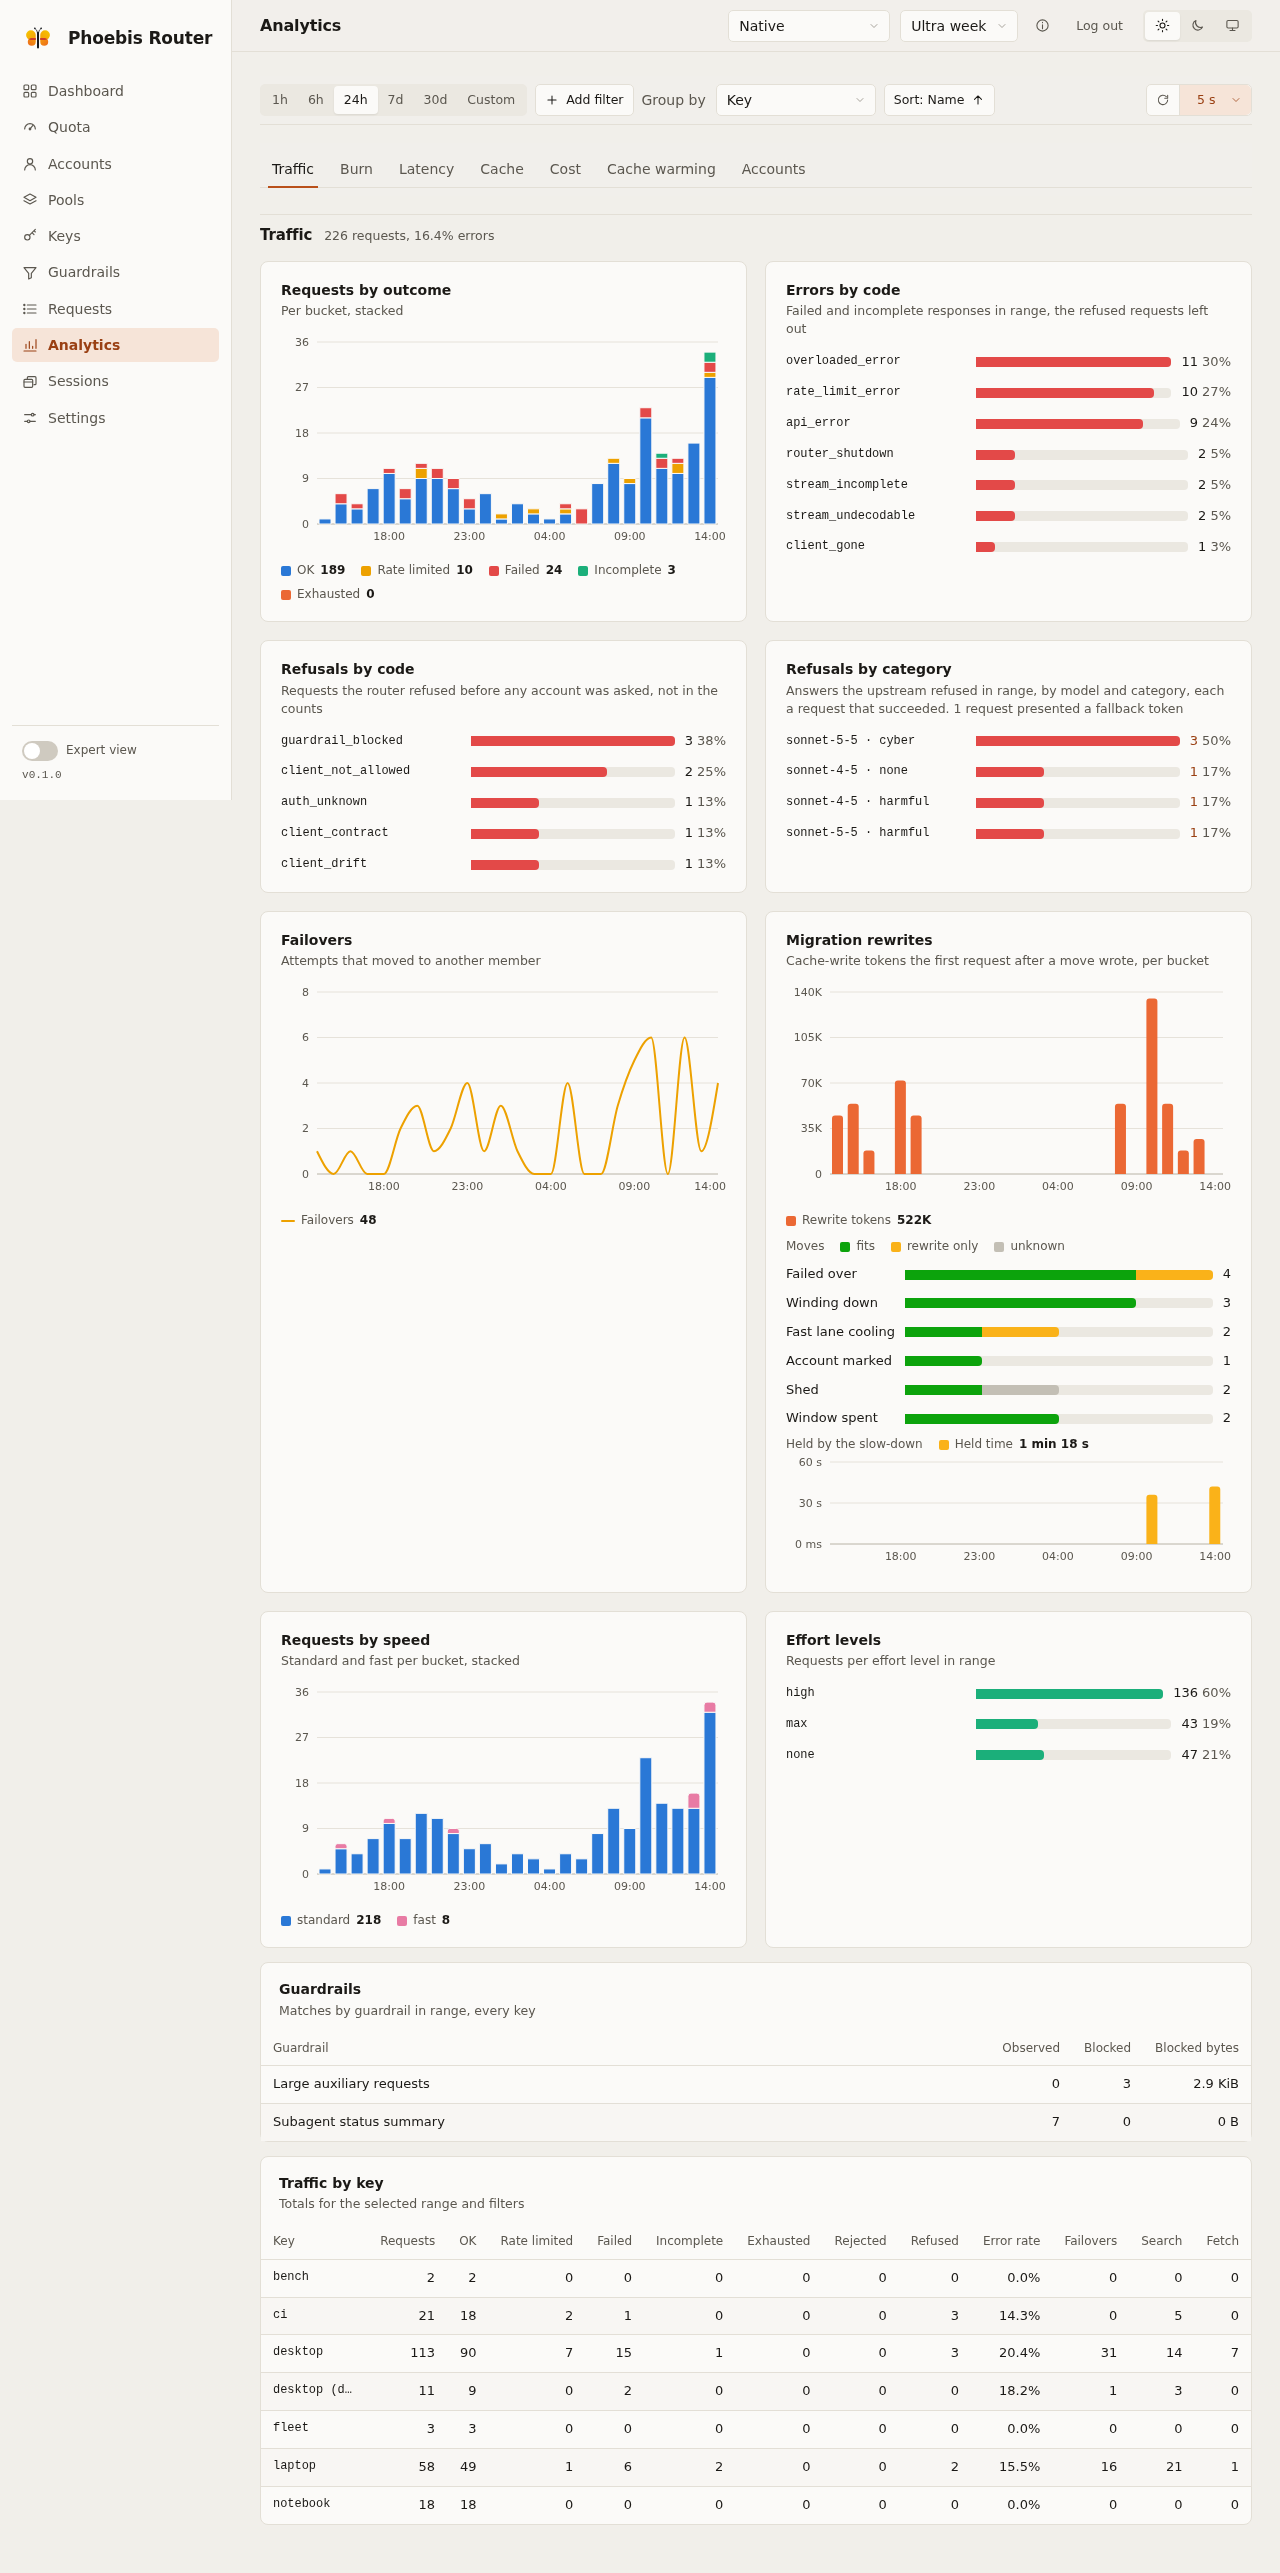 Phoebis Router
Dashboard
Quota
Accounts
Pools
Keys
Guardrails
Requests
Analytics
Sessions
Settings
Expert view
v0.1.0
Analytics
Native
Ultra week
Log out
1h 6h 24h 7d 30d Custom
Add filter
Group by
Key
Sort: Name
5 s
Traffic Burn Latency Cache Cost Cache warming Accounts
Traffic 226 requests, 16.4% errors
Requests by outcome
Per bucket, stacked
36
27
18
9
0
18:00 23:00 04:00 09:00 14:00
OK 189 Rate limited 10 Failed 24 Incomplete 3
Exhausted 0
Errors by code
Failed and incomplete responses in range, the refused requests left
out
overloaded_error 11 30%
rate_limit_error 10 27%
api_error 9 24%
router_shutdown 2 5%
stream_incomplete 2 5%
stream_undecodable 2 5%
client_gone 1 3%
Refusals by code
Requests the router refused before any account was asked, not in the
counts
guardrail_blocked 3 38%
client_not_allowed 2 25%
auth_unknown 1 13%
client_contract 1 13%
client_drift 1 13%
Refusals by category
Answers the upstream refused in range, by model and category, each
a request that succeeded. 1 request presented a fallback token
sonnet-5-5 · cyber 3 50%
sonnet-4-5 · none 1 17%
sonnet-4-5 · harmful 1 17%
sonnet-5-5 · harmful 1 17%
Failovers
Attempts that moved to another member
8
6
4
2
0
18:00 23:00 04:00 09:00 14:00
Failovers 48
Migration rewrites
Cache-write tokens the first request after a move wrote, per bucket
140K
105K
70K
35K
0
18:00 23:00 04:00 09:00 14:00
Rewrite tokens 522K
Moves fits rewrite only unknown
Failed over 4
Winding down 3
Fast lane cooling 2
Account marked 1
Shed 2
Window spent 2
Held by the slow-down Held time 1 min 18 s
60 s
30 s
0 ms
18:00 23:00 04:00 09:00 14:00
Requests by speed
Standard and fast per bucket, stacked
36
27
18
9
0
18:00 23:00 04:00 09:00 14:00
standard 218 fast 8
Effort levels
Requests per effort level in range
high 136 60%
max 43 19%
none 47 21%
Guardrails
Matches by guardrail in range, every key
Guardrail Observed Blocked Blocked bytes
Large auxiliary requests 0 3 2.9 KiB
Subagent status summary 7 0 0 B
Traffic by key
Totals for the selected range and filters
Key Requests OK Rate limited Failed Incomplete Exhausted Rejected Refused Error rate Failovers Search Fetch
bench 2 2 0 0 0 0 0 0 0.0% 0 0 0
ci 21 18 2 1 0 0 0 3 14.3% 0 5 0
desktop 113 90 7 15 1 0 0 3 20.4% 31 14 7
desktop (d… 11 9 0 2 0 0 0 0 18.2% 1 3 0
fleet 3 3 0 0 0 0 0 0 0.0% 0 0 0
laptop 58 49 1 6 2 0 0 2 15.5% 16 21 1
notebook 18 18 0 0 0 0 0 0 0.0% 0 0 0